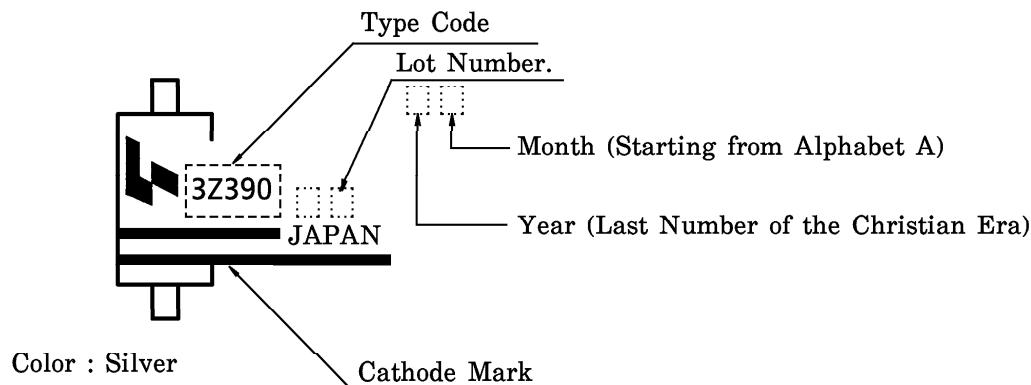 Type Code
Lot Number.
Month (Starting from Alphabet A)
3Z390
Year (Last Number of the Christian Era)
JAPAN
Color : Silver
Cathode Mark